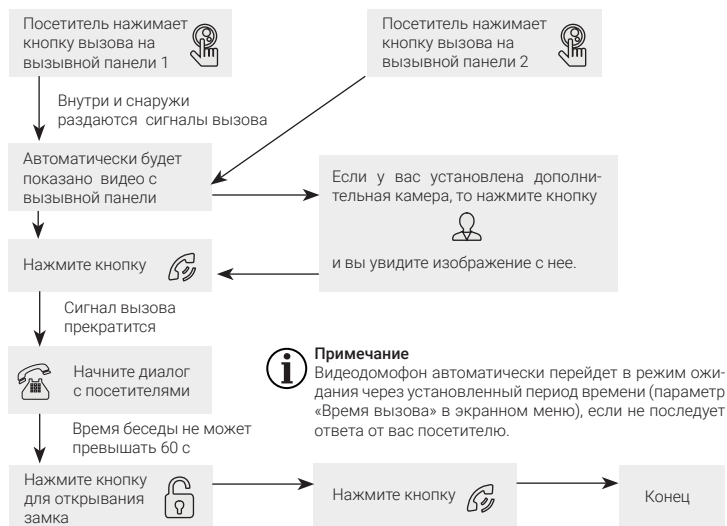 Посетитель нажимает
кнопку вызова на
вызывной панели 1
Посетитель нажимает
кнопку вызова на
вызывной панели 2
Внутри и снаружи
раздаются сигналы вызова
Автоматически будет
показано видео с
вызывной панели
Если у вас установлена дополни-
тельная камера, то нажмите кнопку
и вы увидите изображение с нее.
Нажмите кнопку
Сигнал вызова
прекратится
Начните диалог
с посетителями
Примечание
Видеодомофон автоматически перейдет в режим ожи-
дания через установленный период времени (параметр
«Время вызова» в экранном меню), если не последует
ответа от вас посетителю.
Время беседы не может
превышать 60 с
Нажмите кнопку
для открывания
замка
Нажмите кнопку
Конец